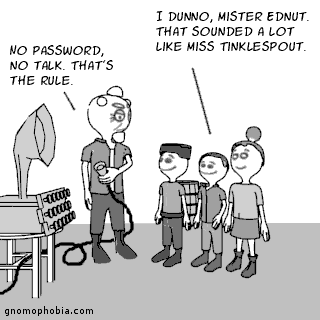 NO PASSWORD,
NO TALK. THAT'S
THE RULE.
I DUNNO, MISTER EDNUT.
THAT SOUNDED A LOT
LIKE MISS TINKLESPOUT.
gnomophobia.com